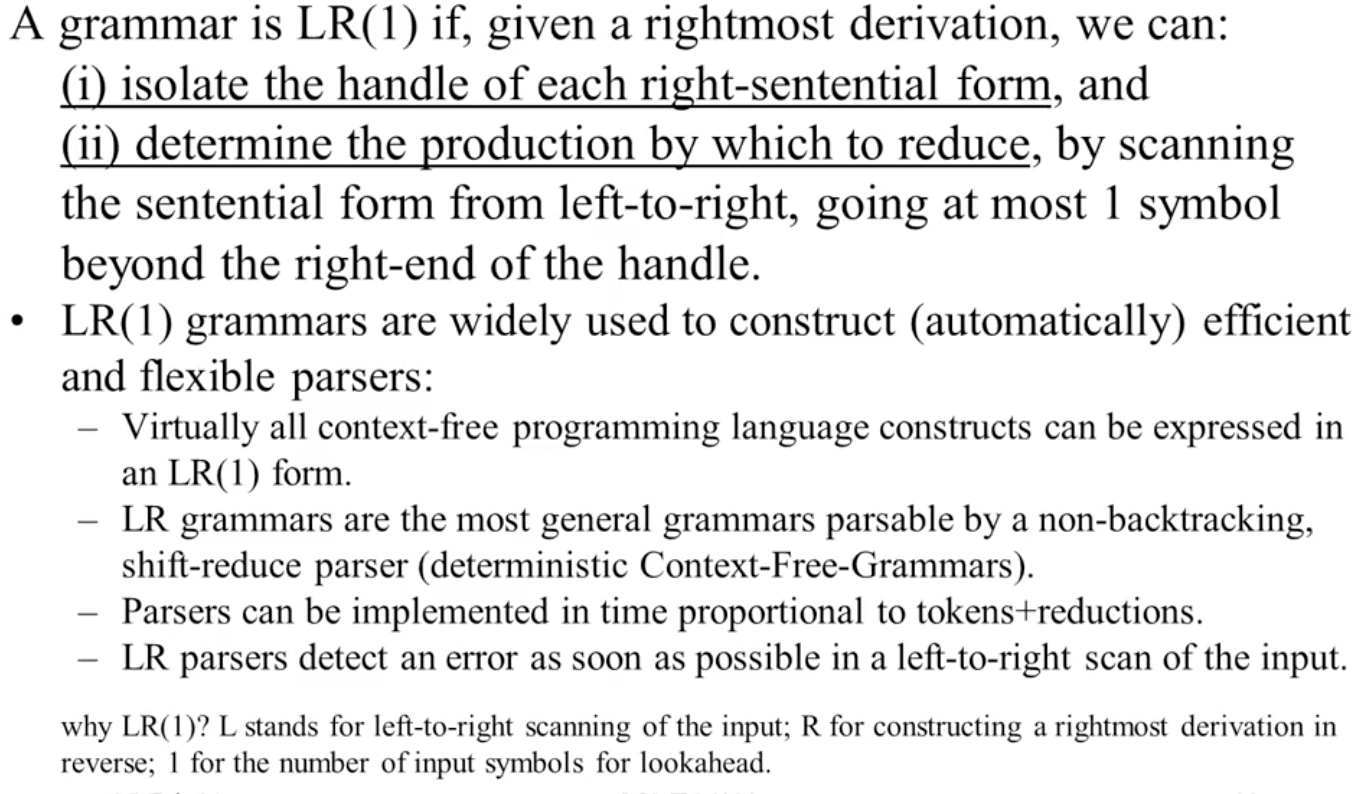 A grammar is LR(1) if, given a rightmost derivation, we can:
(i) isolate the handle of each right-sentential form, and
(ii) determine the production by which to reduce, by scanning
the sentential form from left-to-right, going at most 1 symbol
beyond the right-end of the handle.
• LR(1) grammars are widely used to construct (automatically) efficient
and flexible parsers:
– Virtually all context-free programming language constructs can be expressed in
an LR(1) form.
– LR grammars are the most general grammars parsable by a non-backtracking,
shift-reduce parser (deterministic Context-Free-Grammars).
– Parsers can be implemented in time proportional to tokens+reductions.
– LR parsers detect an error as soon as possible in a left-to-right scan of the input.
why LR(1)? L stands for left-to-right scanning of the input; R for constructing a rightmost derivation in
reverse; 1 for the number of input symbols for lookahead.